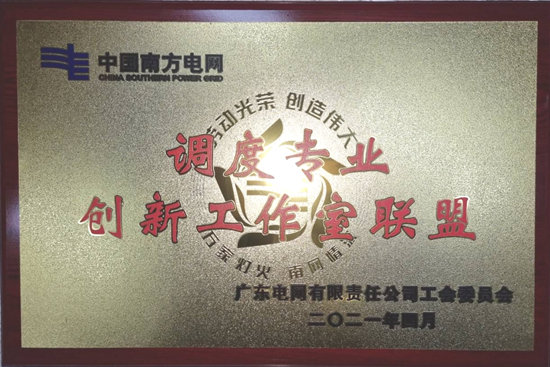 中国南方电网
CHINA SOUTHERN POWER GRID
劳动光荣 创造伟大
调度专业
创新工作室联盟
万家灯火 南网情深
广东电网有限责任公司工会委员会
二〇二一年四月